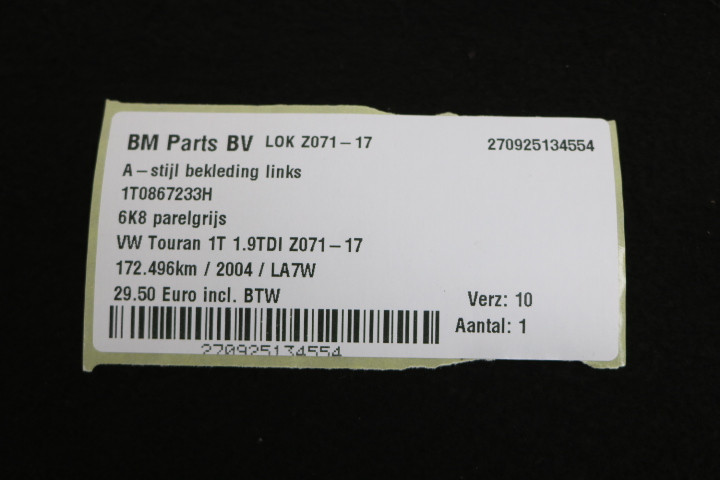 BM Parts BV LOK Z071-17 270925134554
A-stijl bekleding links
1T0867233H
6K8 parelgrijs
VW Touran 1T 1.9TDI Z071-17
172.496km / 2004 / LA7W
29.50 Euro incl. BTW Verz: 10
Aantal: 1
270925134554